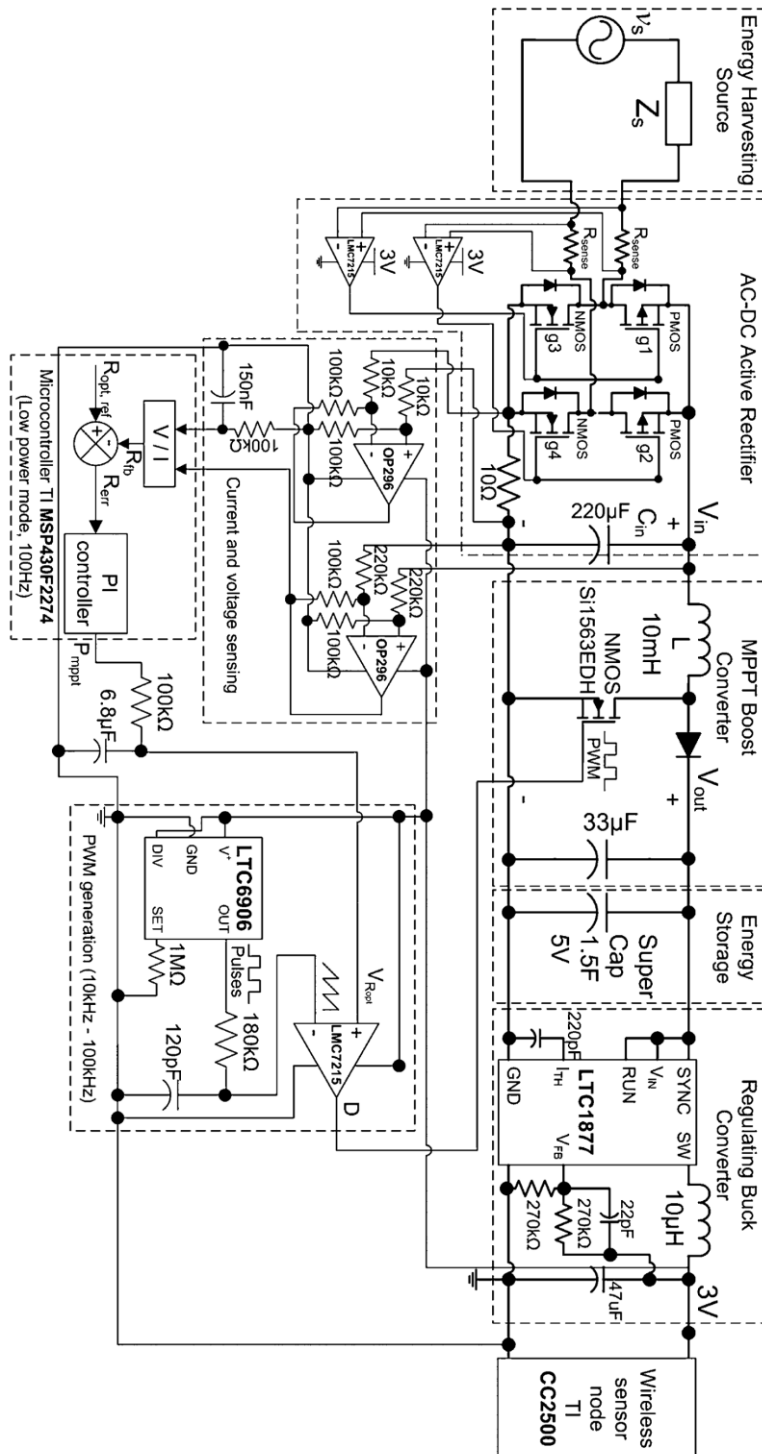 Energy Harvesting
Source
AC-DC Active Rectifier
MPPT Boost
Converter
Energy
Storage
Regulating Buck
Converter
Wireless
sensor
node
TI
CC2500
νs
Zs
Rsense
Rsense
3V
LMC7215
+
-
3V
LMC7215
+
-
PMOS
g1
PMOS
g2
NMOS
g3
NMOS
g4
10Ω
-
Vin
+
Cin
220μF
L
10mH
NMOS
Si1563EDH
PWM
Vout
+
-
33μF
Super
Cap
1.5F
5V
SYNC
SW
VIN
RUN
LTC1877
ITH
VFB
GND
220pF
10μH
22pF
270kΩ
270kΩ
47uF
3V
10kΩ
10kΩ
100kΩ
100kΩ
100kΩ
150nF
OP296
+
-
220kΩ
220kΩ
100kΩ
100kΩ
OP296
+
-
Current and voltage sensing
V / I
Rfb
Ropt, ref
+
-
Rerr
PI
controller
Pmppt
Microcontroller TI MSP430F2274
(Low power mode, 100Hz)
100kΩ
6.8μF
VRopt
+
-
LMC7215
D
LTC6906
V+
GND
DIV
OUT
SET
Pulses
180kΩ
1MΩ
120pF
PWM generation (10kHz - 100kHz)